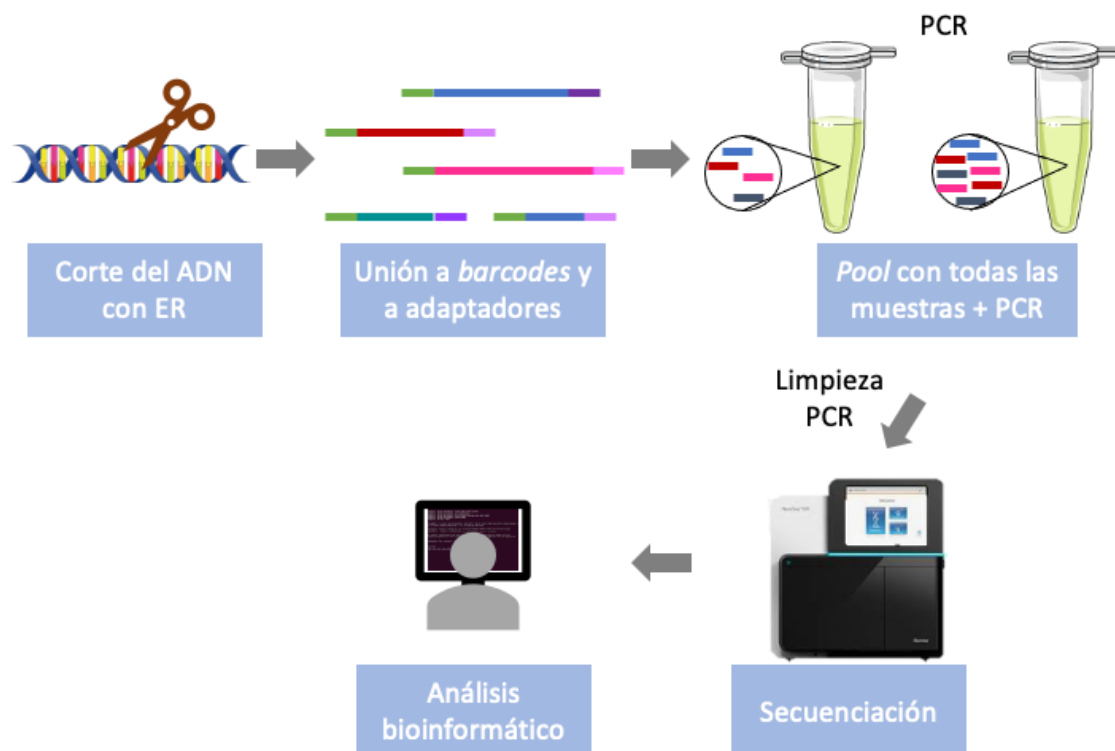 PCR
Corte del ADN
con ER
Unión a barcodes y
a adaptadores
Pool con todas las
muestras + PCR
Limpieza
PCR
Análisis
bioinformático
Secuenciación